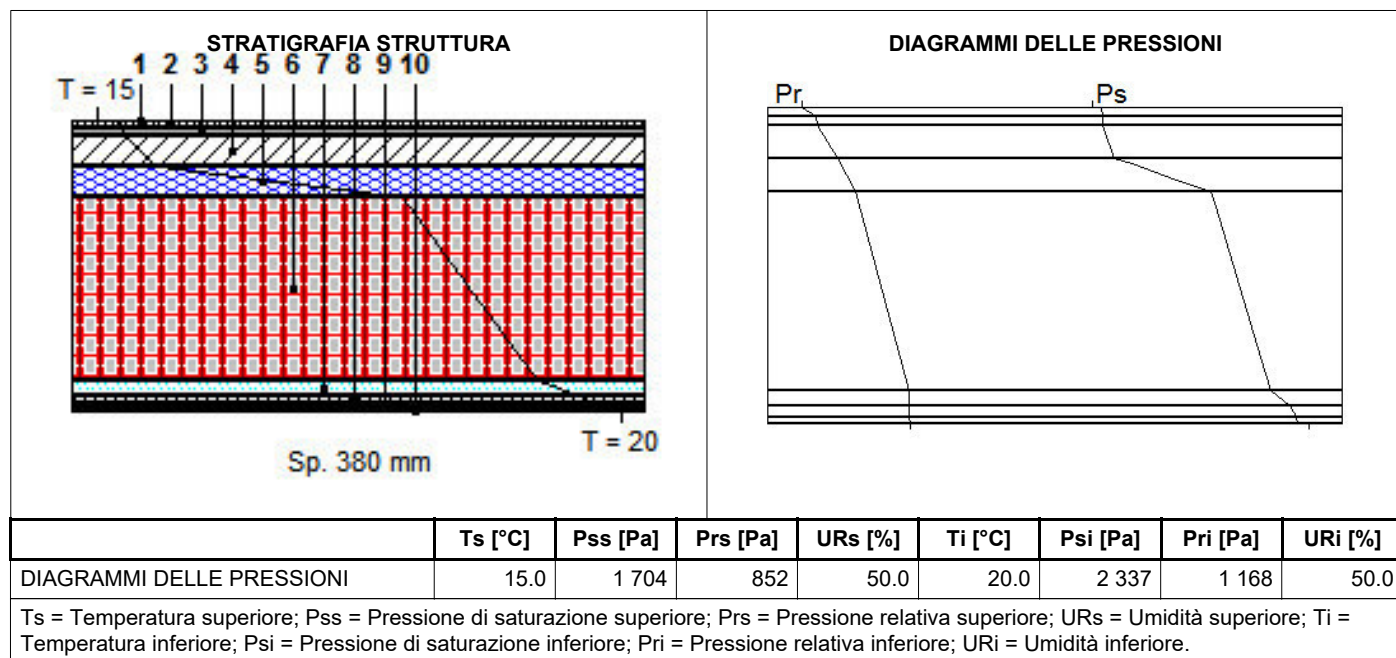 STRATIGRAFIA STRUTTURA
1 2 3 4 5 6 7 8 9 10
T = 15
T = 20
Sp. 380 mm
DIAGRAMMI DELLE PRESSIONI
Pr Ps
Ts [°C] Pss [Pa] Prs [Pa] URs [%] Ti [°C] Psi [Pa] Pri [Pa] URi [%]
DIAGRAMMI DELLE PRESSIONI 15.0 1 704 852 50.0 20.0 2 337 1 168 50.0
Ts = Temperatura superiore; Pss = Pressione di saturazione superiore; Prs = Pressione relativa superiore; URs = Umidità superiore; Ti =
Temperatura inferiore; Psi = Pressione di saturazione inferiore; Pri = Pressione relativa inferiore; URi = Umidità inferiore.